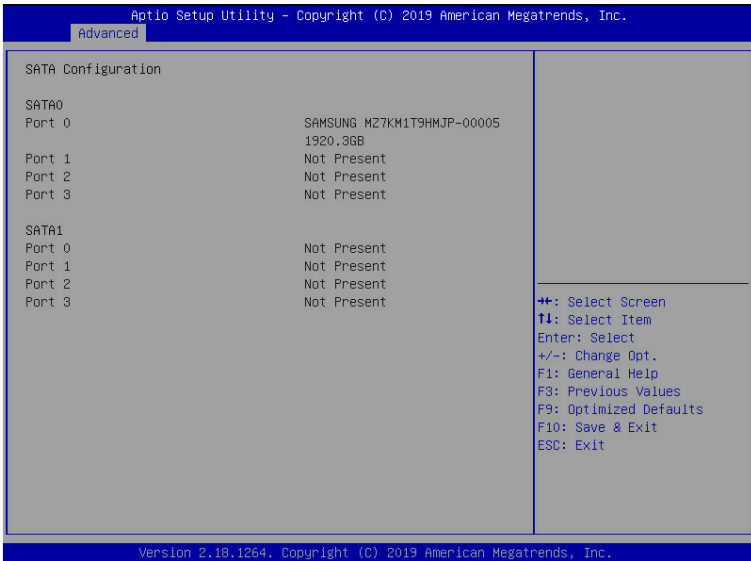 Aptio Setup Utility – Copyright (C) 2019 American Megatrends, Inc.
Advanced
SATA Configuration
SATA0
Port 0 SAMSUNG MZ7KM1T9HMJP-00005
1920.3GB
Port 1 Not Present
Port 2 Not Present
Port 3 Not Present
SATA1
Port 0 Not Present
Port 1 Not Present
Port 2 Not Present
Port 3 Not Present
→←: Select Screen
↑↓: Select Item
Enter: Select
+/-: Change Opt.
F1: General Help
F3: Previous Values
F9: Optimized Defaults
F10: Save & Exit
ESC: Exit
Version 2.18.1264. Copyright (C) 2019 American Megatrends, Inc.